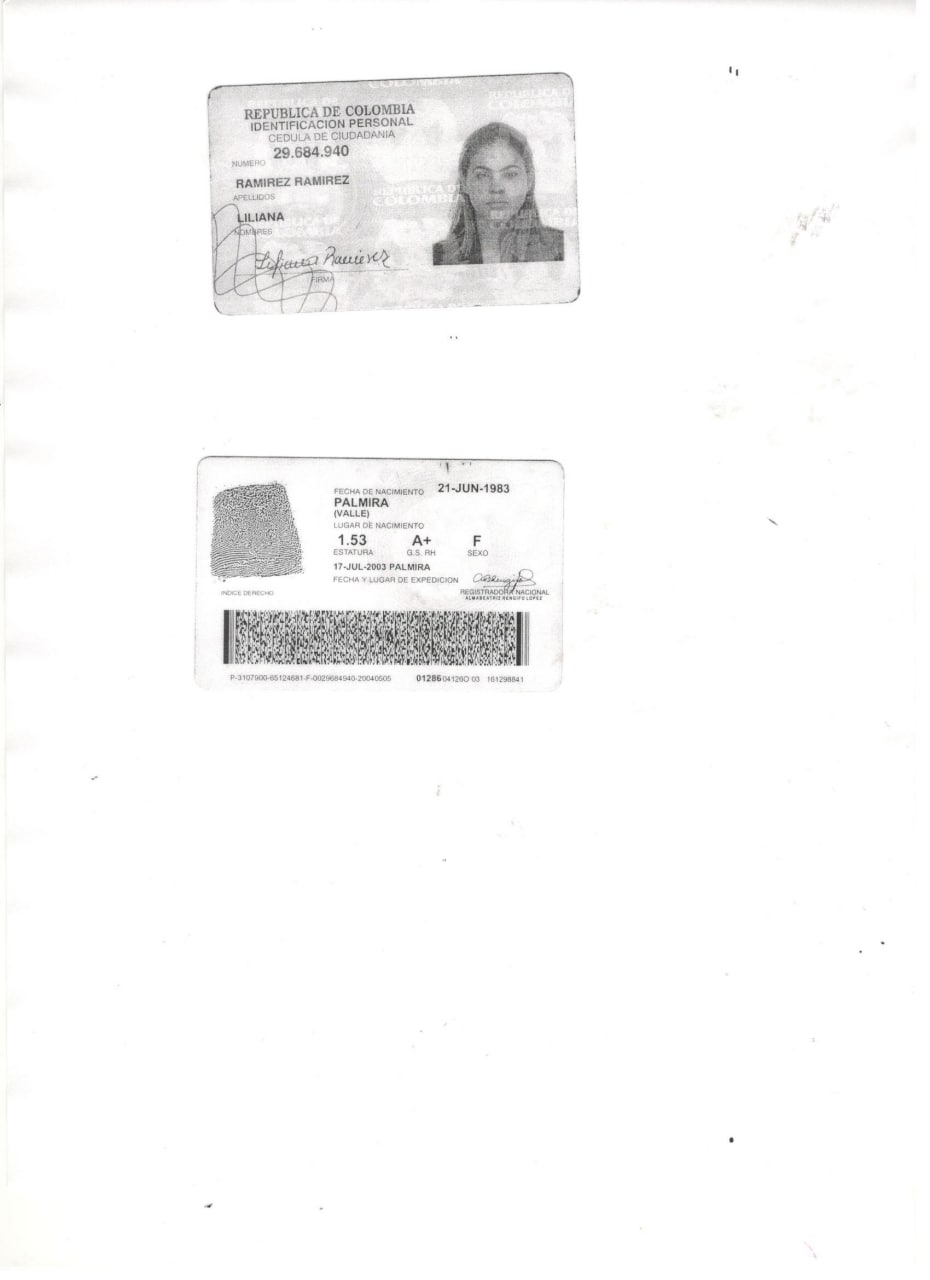 REPUBLICA DE COLOMBIA
IDENTIFICACION PERSONAL
CEDULA DE CIUDADANIA
29.684.940
NUMERO
RAMIREZ RAMIREZ
APELLIDOS
LILIANA
NOMBRES
Liliana Ramirez
FIRMA
REPUBLICA DE
COLOMBIA
FECHA DE NACIMIENTO 21-JUN-1983
PALMIRA
(VALLE)
LUGAR DE NACIMIENTO
1.53 A+ F
ESTATURA G.S. RH SEXO
17-JUL-2003 PALMIRA
FECHA Y LUGAR DE EXPEDICION
INDICE DERECHO
REGISTRADORA NACIONAL
ALMABEATRIZ RENGIFO LOPEZ
P-3107900-65124681-F-0029684940-20040505 01286 04126O 03 161298841